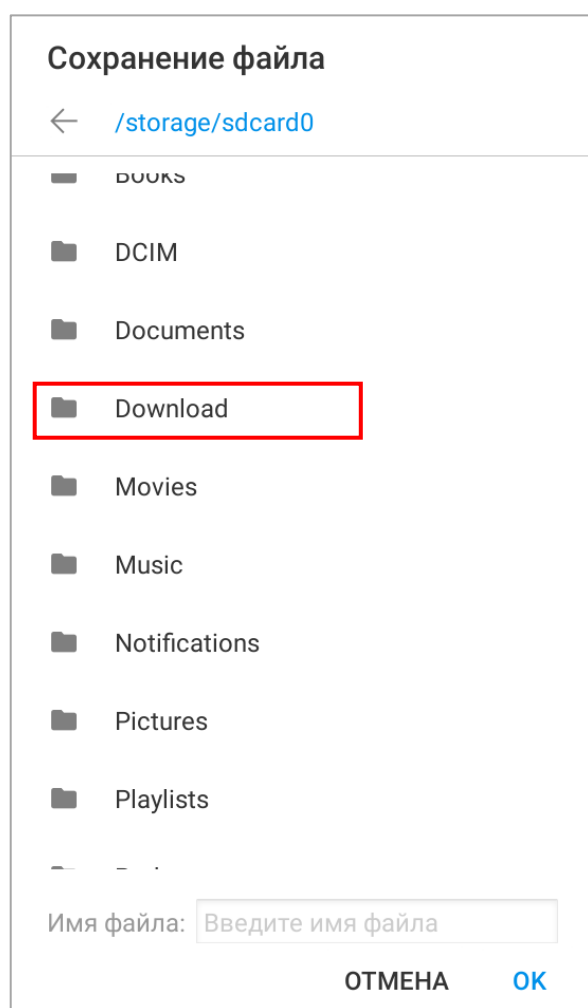 Сохранение файла
/storage/sdcard0
Books
DCIM
Documents
Download
Movies
Music
Notifications
Pictures
Playlists
Имя файла: Введите имя файла
ОТМЕНА OK